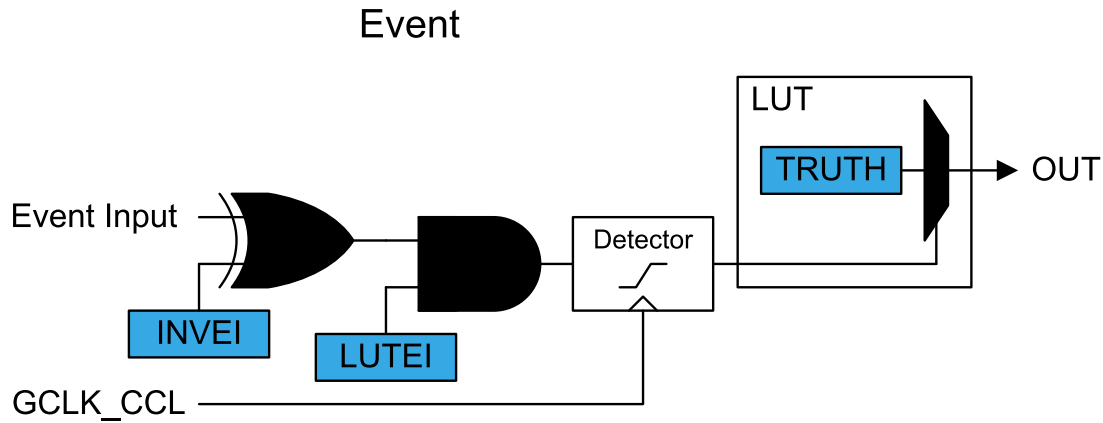 Event
LUT
TRUTH
OUT
Event Input
Detector
INVEI
LUTEI
GCLK_CCL